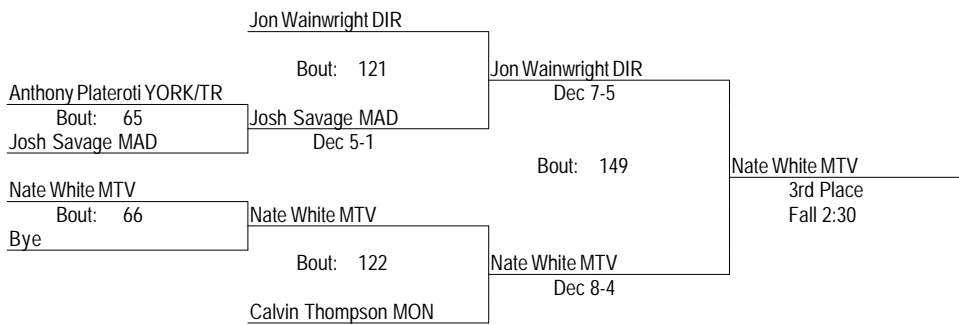 Jon Wainwright DIR
Bout: 121
Jon Wainwright DIR
Dec 7-5
Anthony Plateroti YORK/TR
Bout: 65
Josh Savage MAD
Dec 5-1
Josh Savage MAD
Bout: 149
Nate White MTV
3rd Place
Fall 2:30
Nate White MTV
Bout: 66
Nate White MTV
Bye
Bout: 122
Nate White MTV
Dec 8-4
Calvin Thompson MON